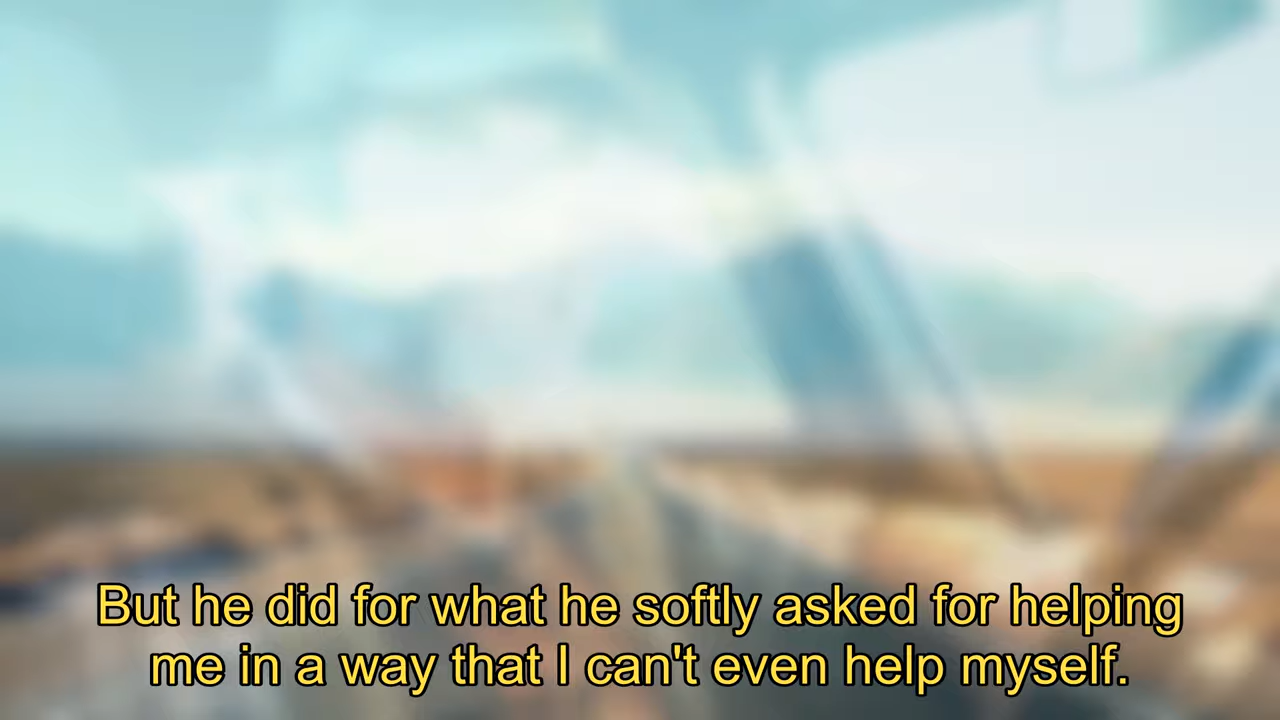 But he did for what he softly asked for helping
me in a way that I can't even help myself.